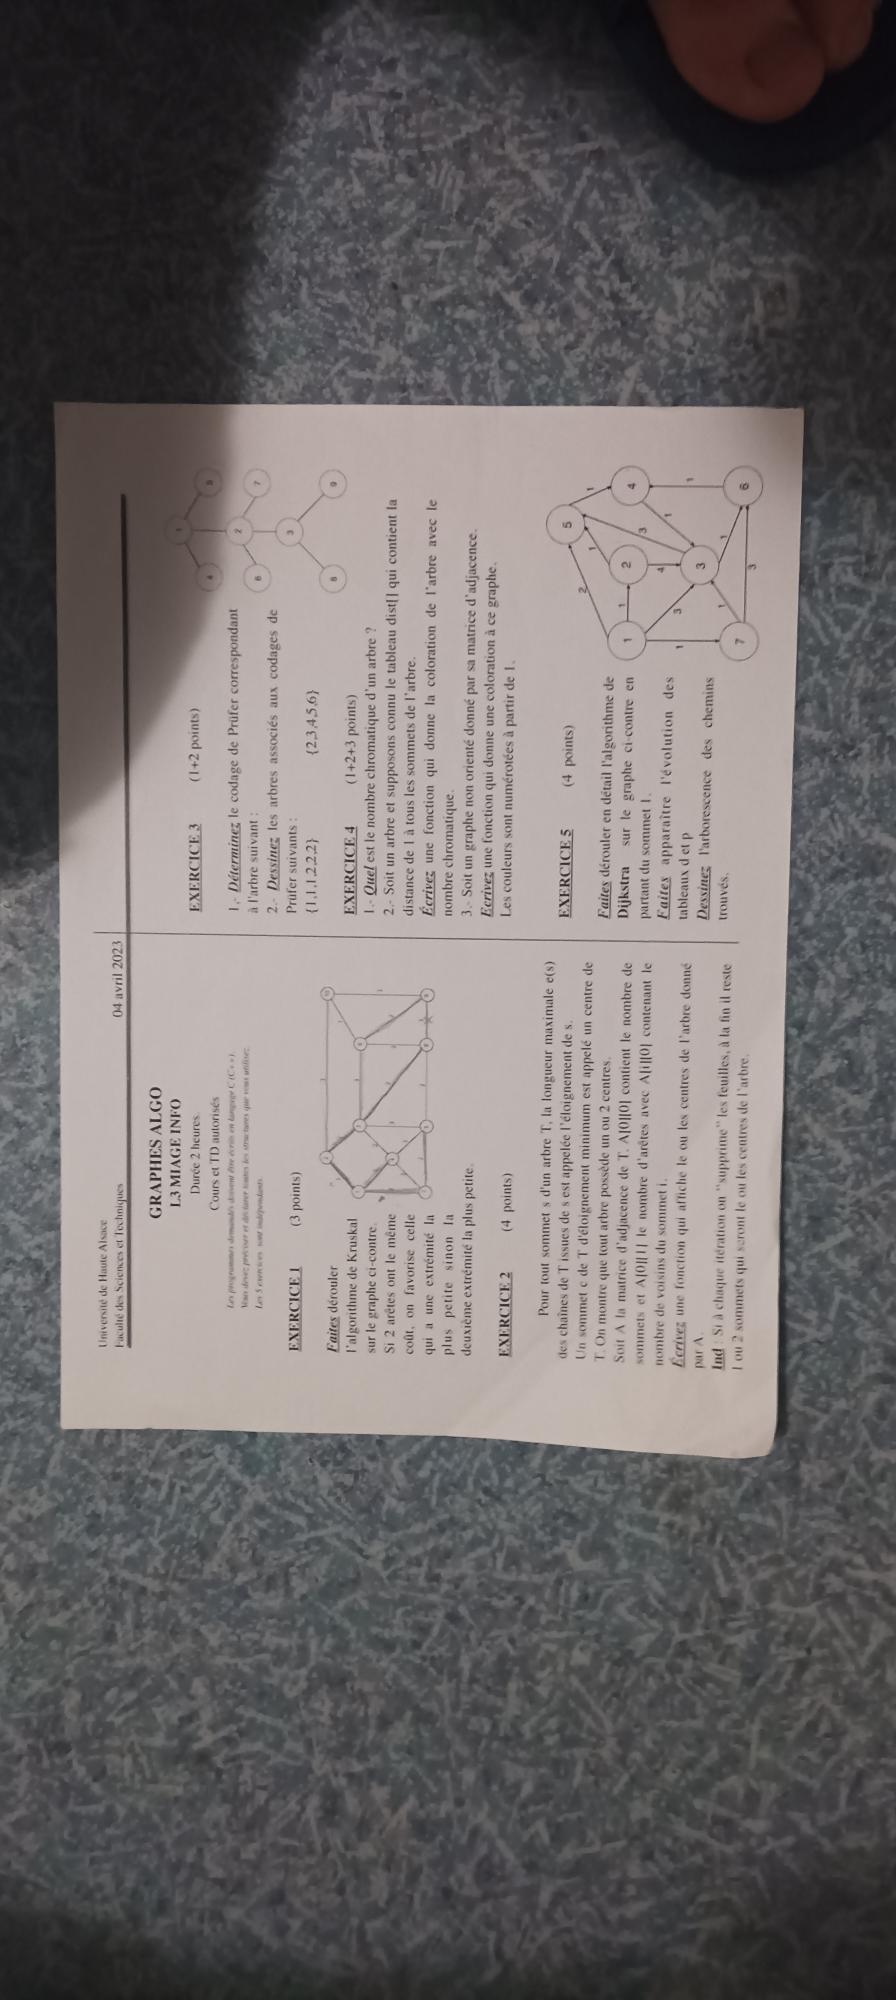 Université de Haute Alsace
Faculté des Sciences et Techniques
04 avril 2023
GRAPHES ALGO
L3 MIAGE INFO
Durée 2 heures.
Cours et TD autorisés
Les programmes demandés doivent être écrits en langage C (C++).
Vous devez préciser et déclarer toutes les structures que vous utilisez.
Les 5 exercices sont indépendants.
EXERCICE 1 (3 points)
Faites dérouler
l'algorithme de Kruskal
sur le graphe ci-contre.
Si 2 arêtes ont le même
coût, on favorise celle
qui a une extrémité la
plus petite sinon la
deuxième extrémité la plus petite.
EXERCICE 2 (4 points)
Pour tout sommet s d'un arbre T, la longueur maximale e(s)
des chaînes de T issues de s est appelée l'éloignement de s.
Un sommet c de T d'éloignement minimum est appelé un centre de
T. On montre que tout arbre possède un ou 2 centres.
Soit A la matrice d'adjacence de T. A[0][0] contient le nombre de
sommets et A[0][1] le nombre d'arêtes avec A[i][0] contenant le
nombre de voisins du sommet i.
Écrivez une fonction qui affiche le ou les centres de l'arbre donné
par A.
Ind : Si à chaque itération on "supprime" les feuilles, à la fin il reste
1 ou 2 sommets qui seront le ou les centres de l'arbre.
EXERCICE 3 (1+2 points)
1.- Déterminez le codage de Prüfer correspondant
à l'arbre suivant :
2.- Dessinez les arbres associés aux codages de
Prüfer suivants :
{1,1,1,2,2,2} {2,3,4,5,6}
1
4 5
2
6 7
3
8 9
EXERCICE 4 (1+2+3 points)
1.- Quel est le nombre chromatique d'un arbre ?
2.- Soit un arbre et supposons connu le tableau dist[] qui contient la
distance de 1 à tous les sommets de l'arbre.
Écrivez une fonction qui donne la coloration de l'arbre avec le
nombre chromatique.
3.- Soit un graphe non orienté donné par sa matrice d'adjacence.
Ecrivez une fonction qui donne une coloration à ce graphe.
Les couleurs sont numérotées à partir de 1.
EXERCICE 5 (4 points)
Faites dérouler en détail l'algorithme de
Dijkstra sur le graphe ci-contre en
partant du sommet 1.
Faites apparaître l'évolution des
tableaux d et p
Dessinez l'arborescence des chemins
trouvés.
5
2 1
1
1 1 2 4
3
4 1
1 3 1
3
1 1
7 3 6